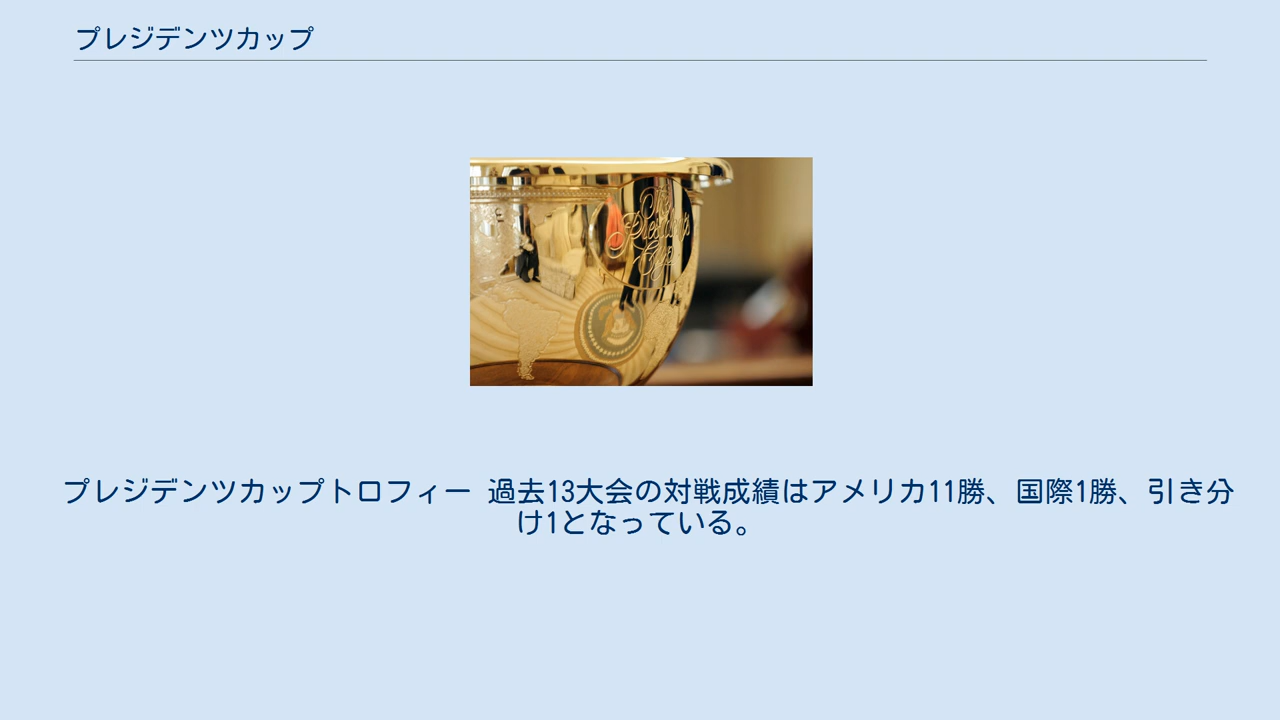 プレジデンツカップ
The
Presidents
Cup
プレジデンツカップトロフィー 過去13大会の対戦成績はアメリカ11勝、国際1勝、引き分
け1となっている。